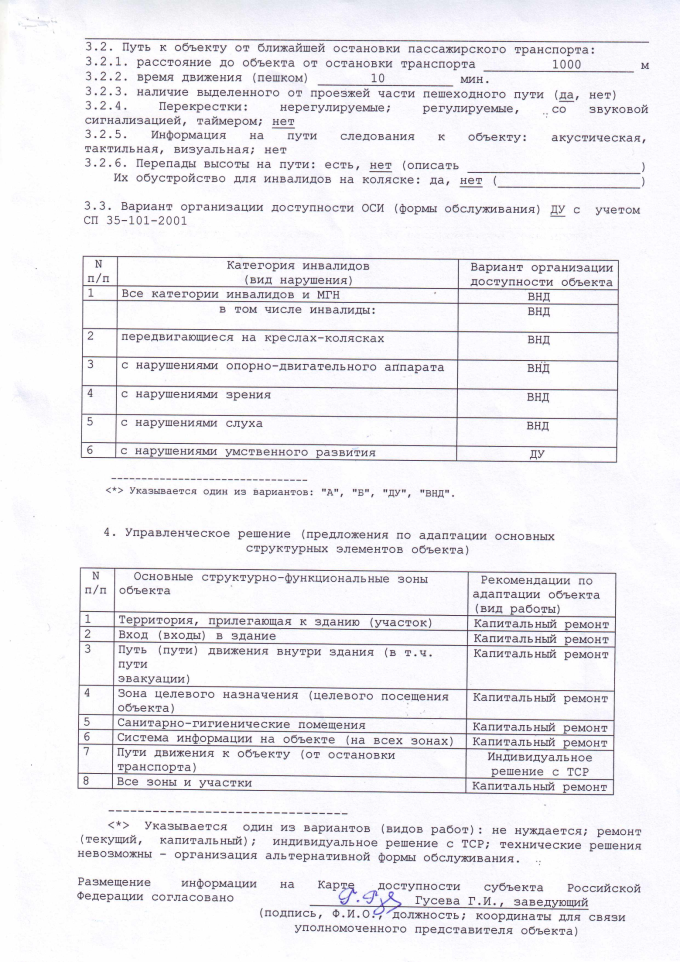 3.2. Путь к объекту от ближайшей остановки пассажирского транспорта:
3.2.1. расстояние до объекта от остановки транспорта 1000 м
3.2.2. время движения (пешком) 10 мин.
3.2.3. наличие выделенного от проезжей части пешеходного пути (да, нет)
3.2.4. Перекрестки: нерегулируемые; регулируемые, со звуковой
сигнализацией, таймером; нет
3.2.5. Информация на пути следования к объекту: акустическая,
тактильная, визуальная; нет
3.2.6. Перепады высоты на пути: есть, нет (описать ____________________)
Их обустройство для инвалидов на коляске: да, нет (____________________)
3.3. Вариант организации доступности ОСИ (формы обслуживания) ДУ с учетом
СП 35-101-2001
N Категория инвалидов Вариант организации
п/п (вид нарушения) доступности объекта
1 Все категории инвалидов и МГН ВНД
в том числе инвалиды: ВНД
2 передвигающиеся на креслах-колясках ВНД
3 с нарушениями опорно-двигательного аппарата ВНД
4 с нарушениями зрения ВНД
5 с нарушениями слуха ВНД
6 с нарушениями умственного развития ДУ
--------------------------------
<*> Указывается один из вариантов: "А", "Б", "ДУ", "ВНД".
4. Управленческое решение (предложения по адаптации основных
структурных элементов объекта)
N Основные структурно-функциональные зоны Рекомендации по
п/п объекта адаптации объекта
(вид работы)
1 Территория, прилегающая к зданию (участок) Капитальный ремонт
2 Вход (входы) в здание Капитальный ремонт
3 Путь (пути) движения внутри здания (в т.ч. Капитальный ремонт
пути
эвакуации)
4 Зона целевого назначения (целевого посещения Капитальный ремонт
объекта)
5 Санитарно-гигиенические помещения Капитальный ремонт
6 Система информации на объекте (на всех зонах) Капитальный ремонт
7 Пути движения к объекту (от остановки Индивидуальное
транспорта) решение с ТСР
8 Все зоны и участки Капитальный ремонт
--------------------------------
<*> Указывается один из вариантов (видов работ): не нуждается; ремонт
(текущий, капитальный); индивидуальное решение с ТСР; технические решения
невозможны - организация альтернативной формы обслуживания.
Размещение информации на Карте доступности субъекта Российской
Федерации согласовано Гусева Г.И., заведующий
(подпись, Ф.И.О., должность; координаты для связи
уполномоченного представителя объекта)